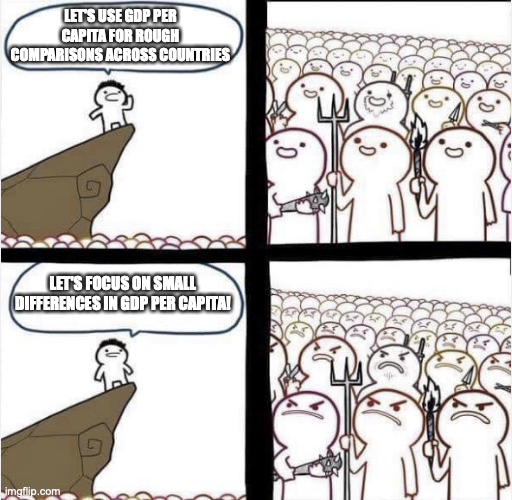 LET'S USE GDP PER
CAPITA FOR ROUGH
COMPARISONS ACROSS COUNTRIES
LET'S FOCUS ON SMALL
DIFFERENCES IN GDP PER CAPITA!
imgflip.com